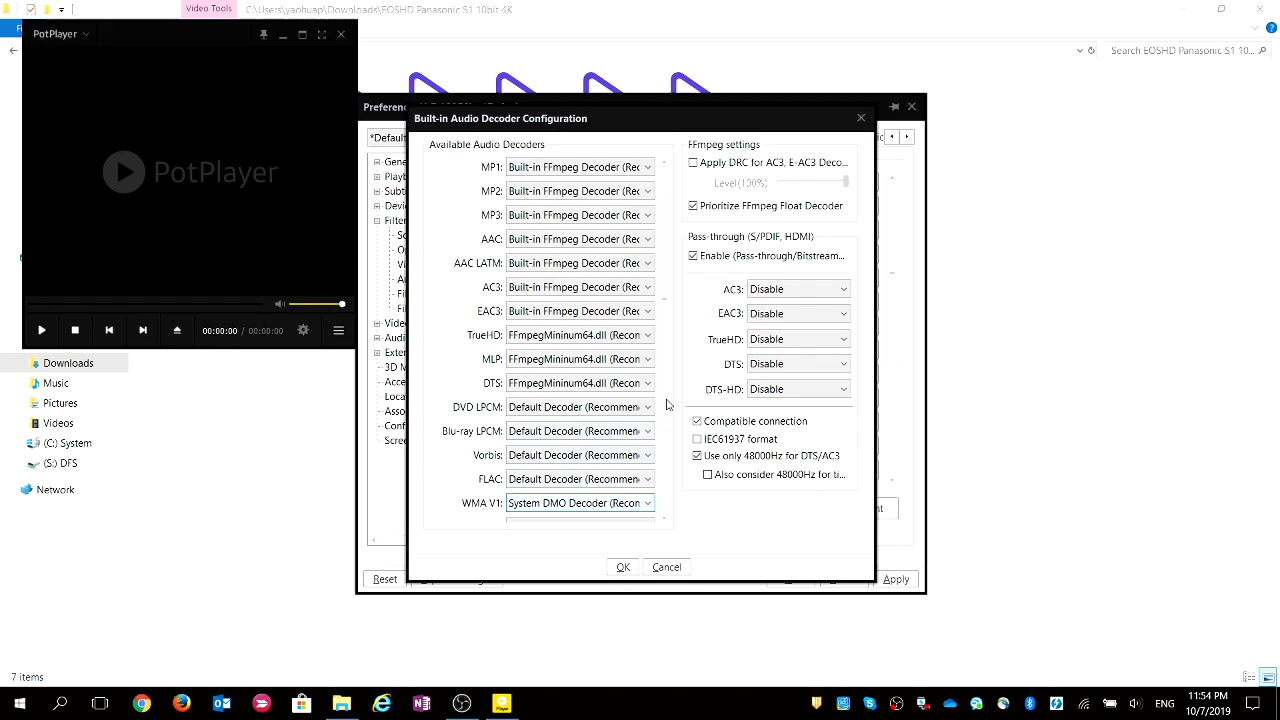 Video Tools C:\Users\yaohuap\Downloads\EOSHD Panasonic S1 10bit.4K
PotPlayer
Search EOSHD Panasonic S1 10...
PotPlayer
00:00:00 / 00:00:00
Downloads
Music
Pictures
Videos
(C:) System
(S:) DFS
Network
*Default
Built-in Audio Decoder Configuration
Available Audio Decoders
MP1: Built-in FFmpeg Decoder (Rec
MP2: Built-in FFmpeg Decoder (Rec
MP3: Built-in FFmpeg Decoder (Rec
AAC: Built-in FFmpeg Decoder (Rec
AAC LATM: Built-in FFmpeg Decoder (Rec
AC3: Built-in FFmpeg Decoder (Rec
EAC3: Built-in FFmpeg Decoder (Rec
TrueHD: FFmpegMininum64.dll (Recon
MLP: FFmpegMininum64.dll (Recon
DTS: FFmpegMininum64.dll (Recon
DVD LPCM: Default Decoder (Recommen
Blu-ray LPCM: Default Decoder (Recommen
Vorbis: Default Decoder (Recommen
FLAC: Default Decoder (Recommen
WMA V1: System DMO Decoder (Recon
FFmpeg settings
Apply DRC for AC3, E-AC3 Deco...
Level(100%)
Prioritize FFmpeg Float Decoder
Pass-through (S/PDIF, HDMI)
Enable (Pass-through/Bitstream...
AC3: Disable
EAC3: Disable
TrueHD: Disable
DTS: Disable
DTS-HD: Disable
Compatible connection
IEC61937 format
Use only 48000Hz for DTS/AC3
Also consider 48000Hz for ti...
OK Cancel
Reset Apply
7 items
11:54 PM
10/7/2019